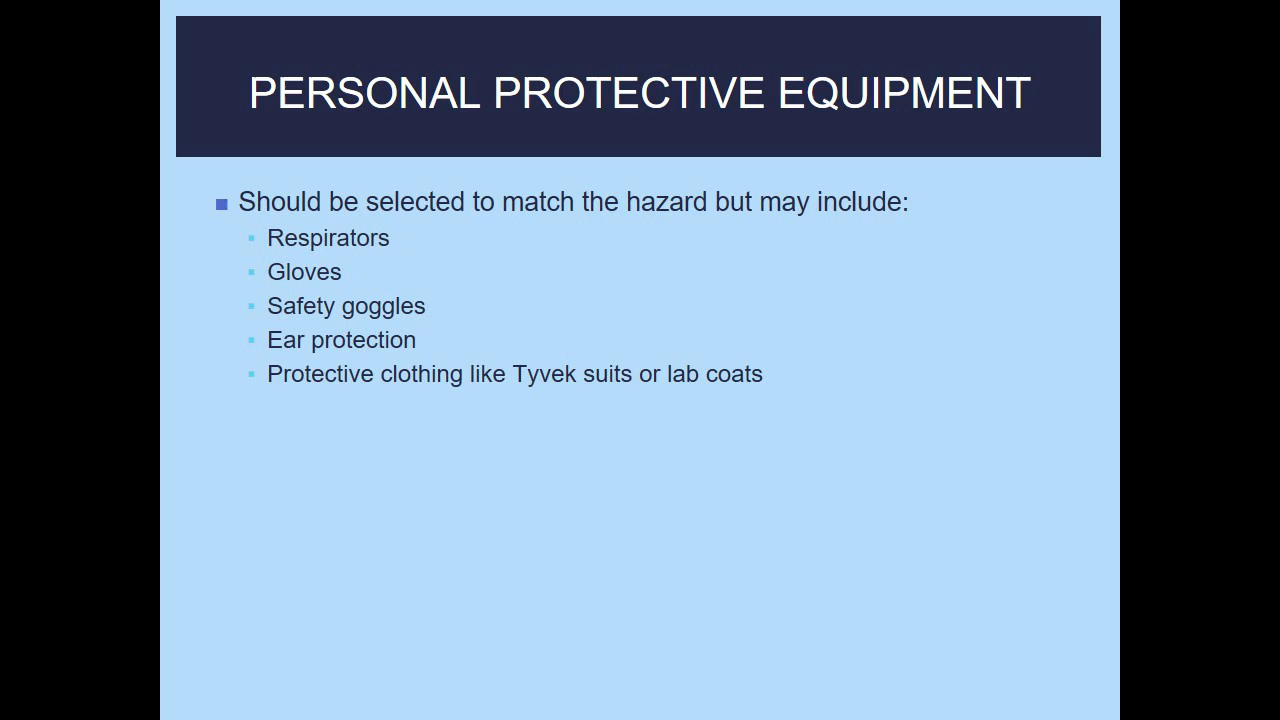 PERSONAL PROTECTIVE EQUIPMENT
Should be selected to match the hazard but may include:
Respirators
Gloves
Safety goggles
Ear protection
Protective clothing like Tyvek suits or lab coats